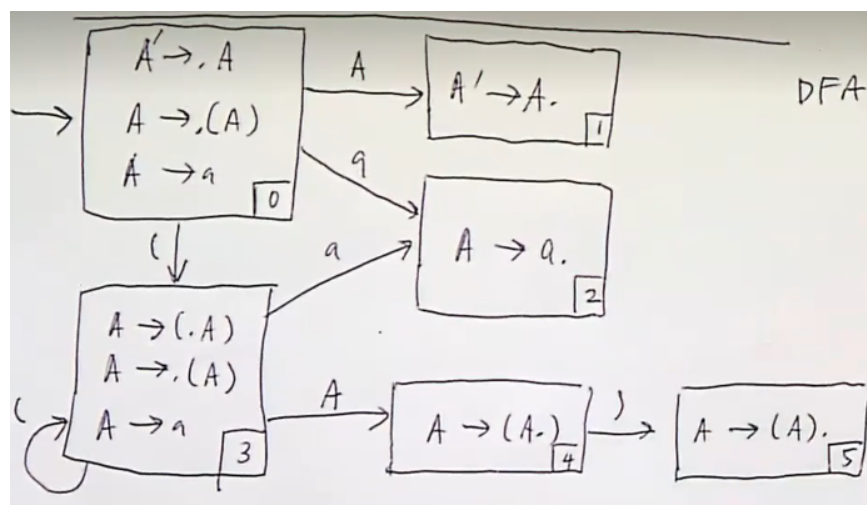 A' → . A
A → .(A)
A → a
0
A
A' → A.
1
DFA
a
A → a.
2
(
a
A → (.A)
A → .(A)
A → a
3
(
A
A → (A.)
4
)
A → (A).
5